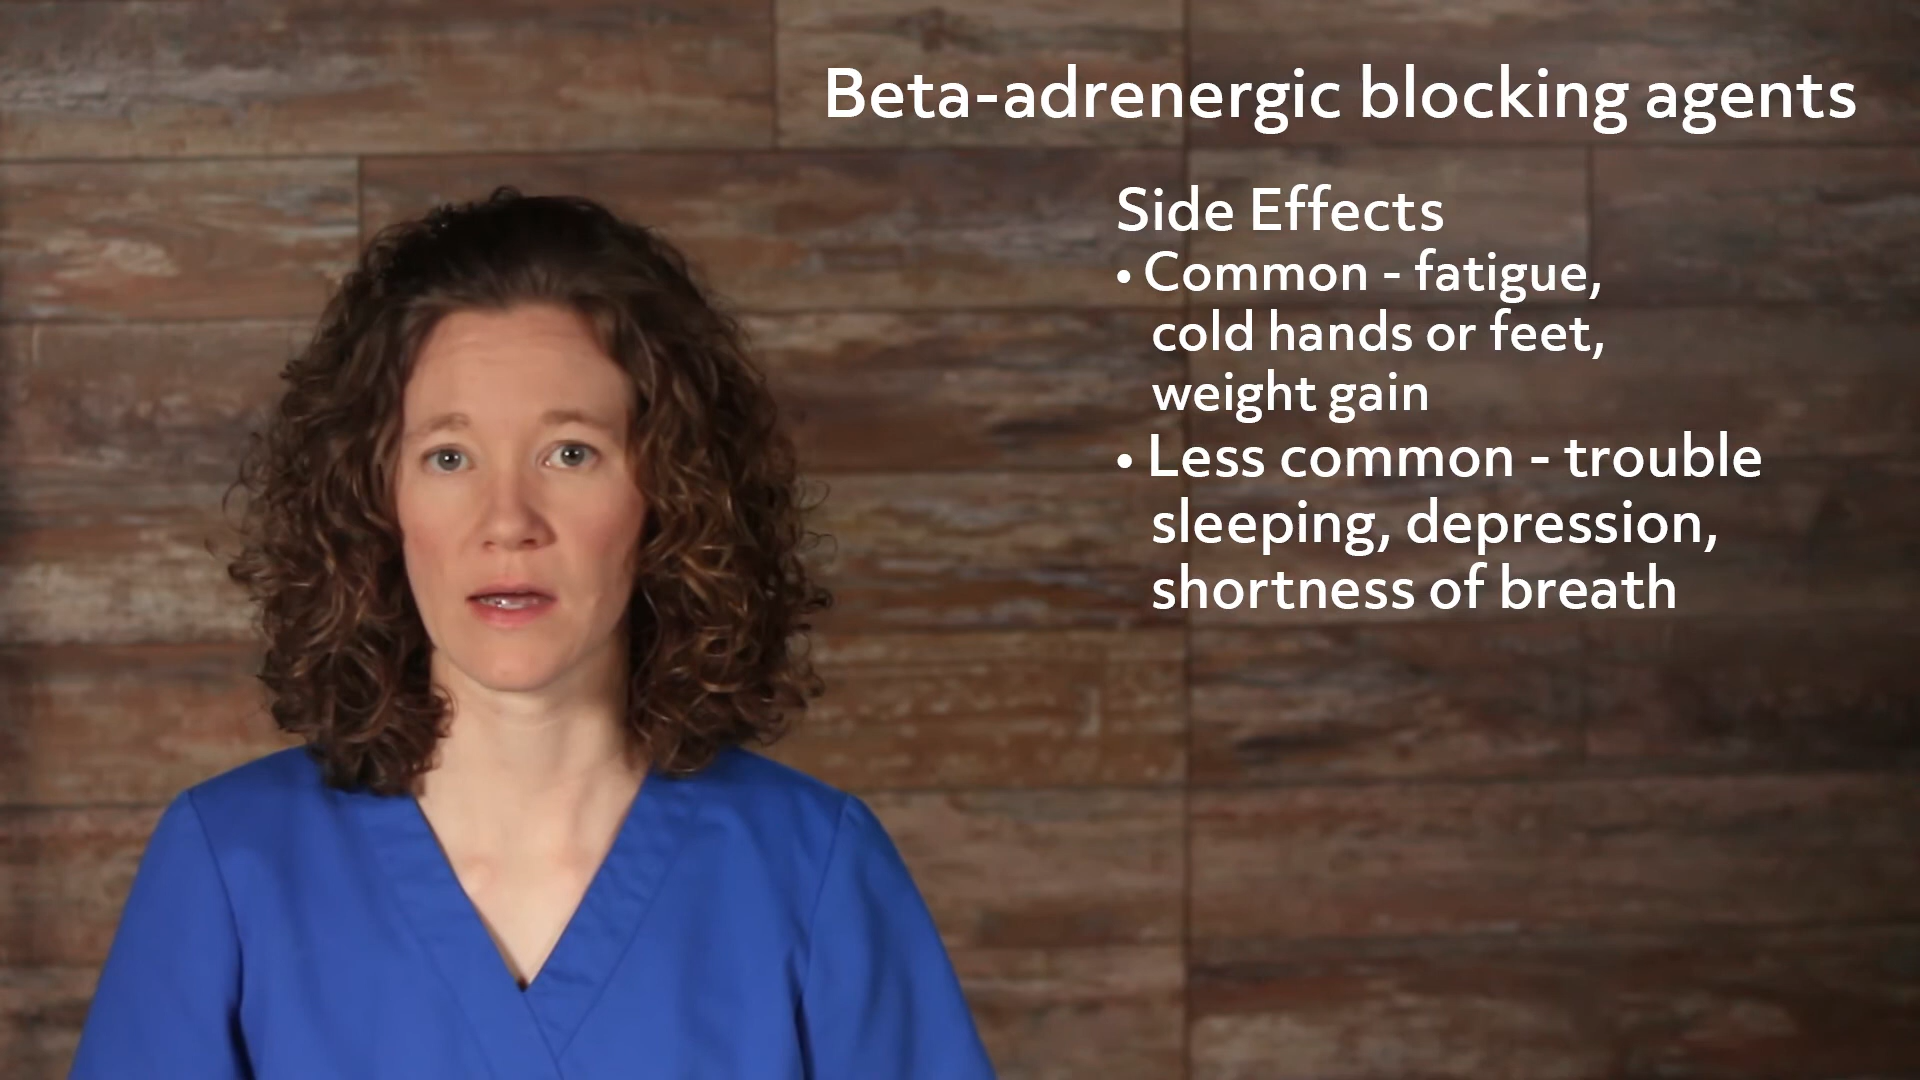 Beta-adrenergic blocking agents
Side Effects
• Common - fatigue,
cold hands or feet,
weight gain
• Less common - trouble
sleeping, depression,
shortness of breath